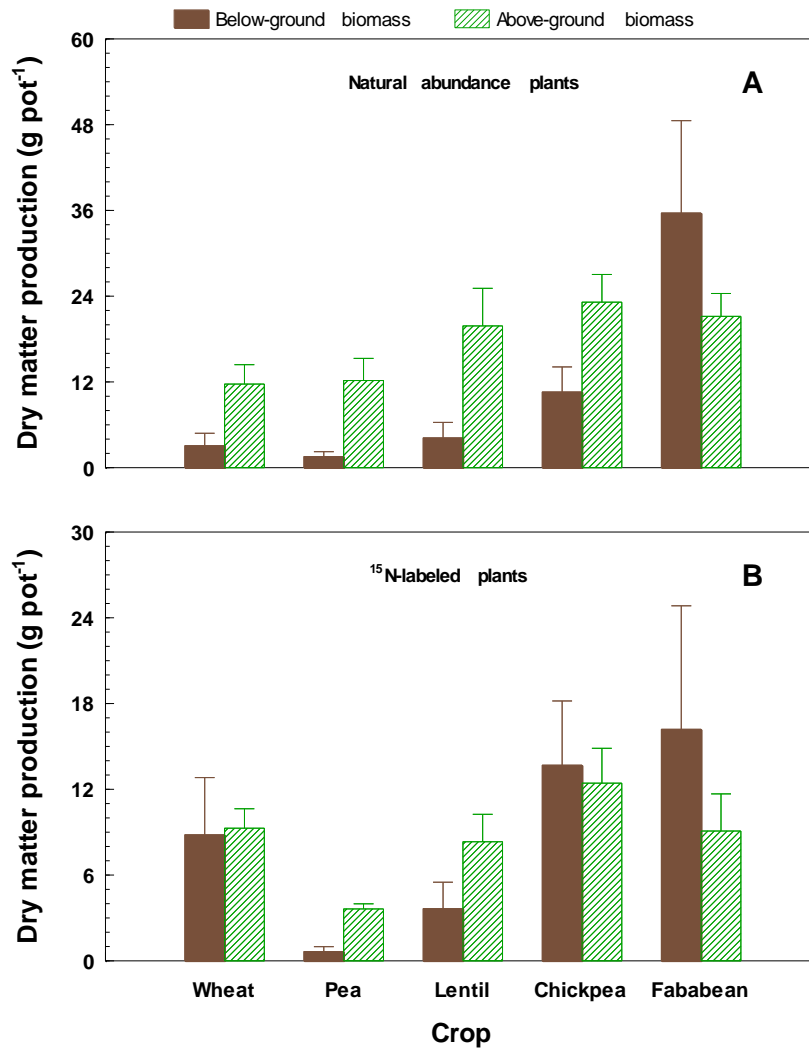 Below-ground biomass Above-ground biomass
60
Natural abundance plants A
48
36
24
12
0
Dry matter production (g pot⁻¹)
30
¹⁵N-labeled plants B
24
18
12
6
0
Dry matter production (g pot⁻¹)
Wheat Pea Lentil Chickpea Fababean
Crop